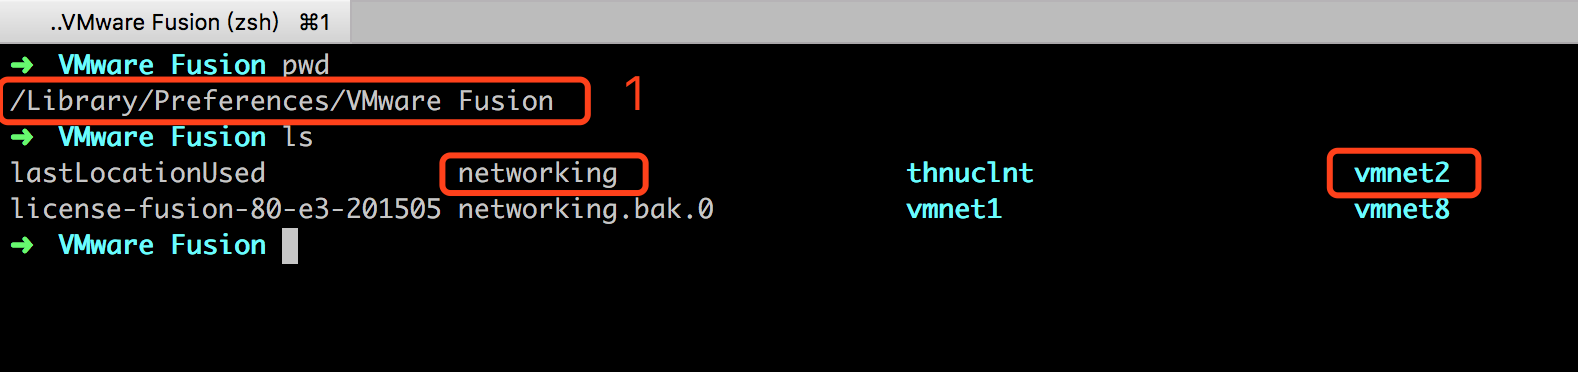 ..VMware Fusion (zsh) ⌘1
➜ VMware Fusion pwd
/Library/Preferences/VMware Fusion 1
➜ VMware Fusion ls
lastLocationUsed networking thnuclnt vmnet2
license-fusion-80-e3-201505 networking.bak.0 vmnet1 vmnet8
➜ VMware Fusion